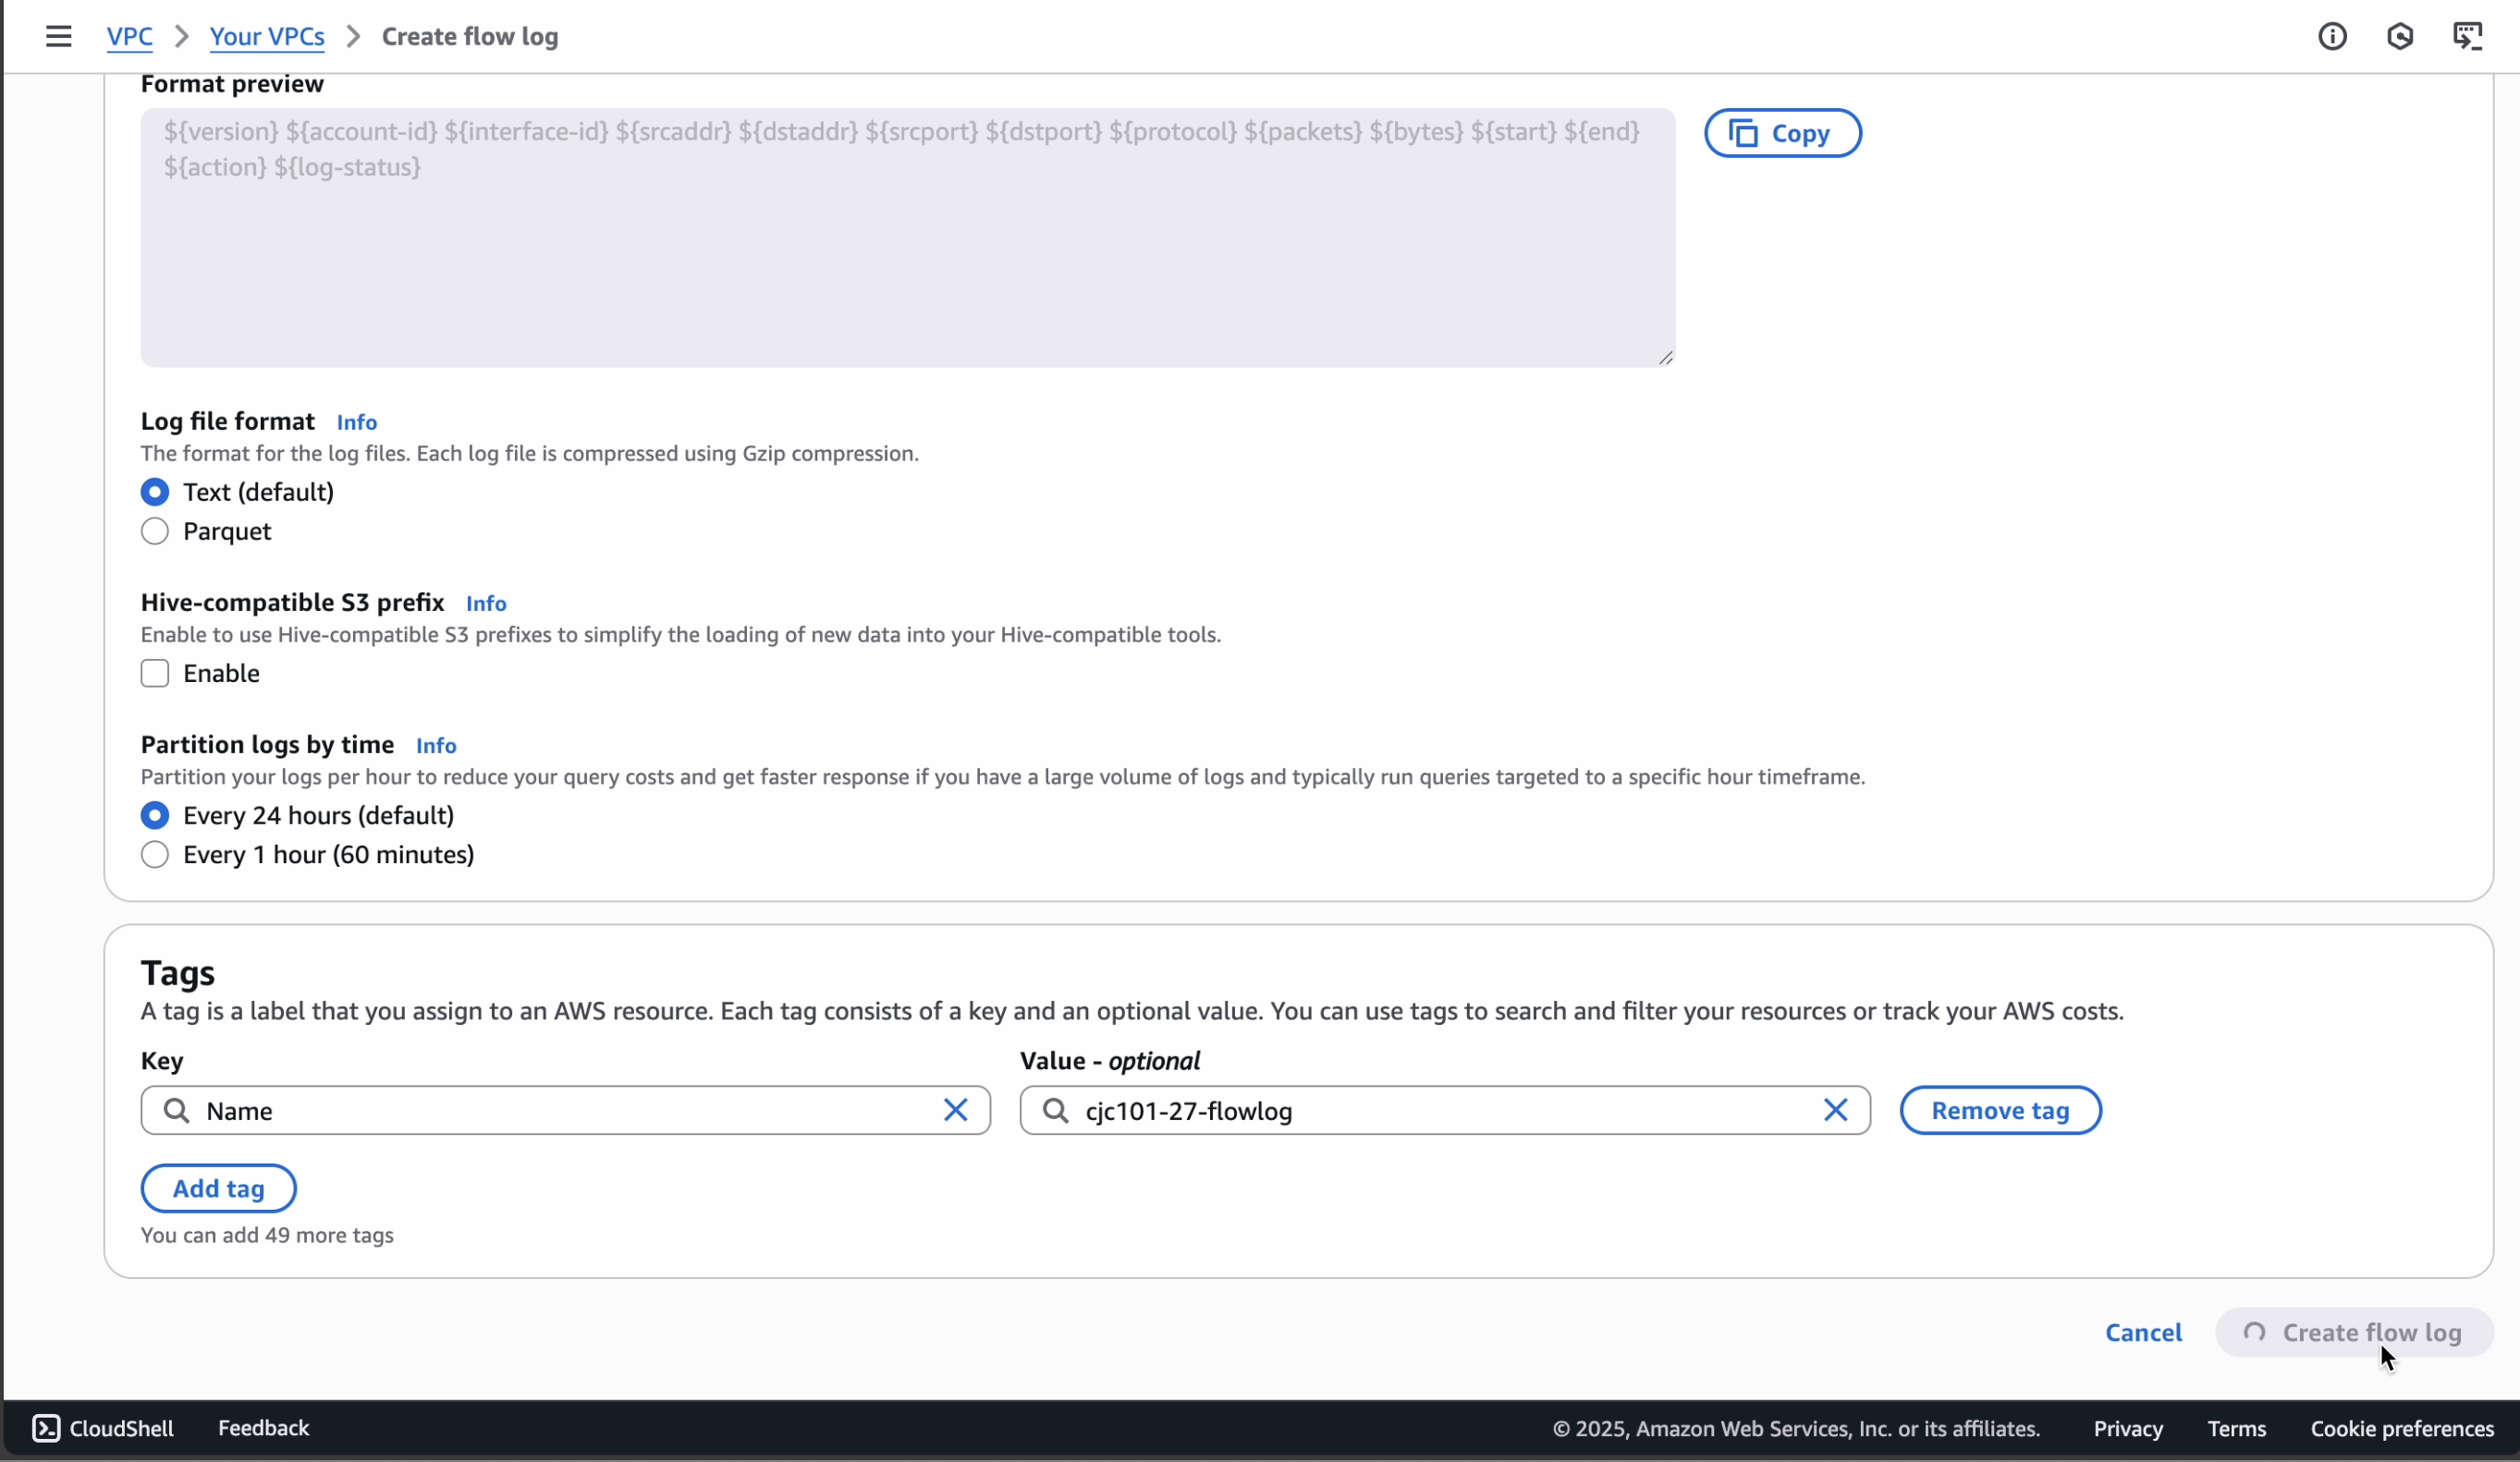 VPC > Your VPCs > Create flow log
Format preview
${version} ${account-id} ${interface-id} ${srcaddr} ${dstaddr} ${srcport} ${dstport} ${protocol} ${packets} ${bytes} ${start} ${end}
${action} ${log-status}
Copy
Log file format Info
The format for the log files. Each log file is compressed using Gzip compression.
Text (default)
Parquet
Hive-compatible S3 prefix Info
Enable to use Hive-compatible S3 prefixes to simplify the loading of new data into your Hive-compatible tools.
Enable
Partition logs by time Info
Partition your logs per hour to reduce your query costs and get faster response if you have a large volume of logs and typically run queries targeted to a specific hour timeframe.
Every 24 hours (default)
Every 1 hour (60 minutes)
Tags
A tag is a label that you assign to an AWS resource. Each tag consists of a key and an optional value. You can use tags to search and filter your resources or track your AWS costs.
Key Value - optional
Name cjc101-27-flowlog Remove tag
Add tag
You can add 49 more tags
Cancel Create flow log
CloudShell Feedback © 2025, Amazon Web Services, Inc. or its affiliates. Privacy Terms Cookie preferences